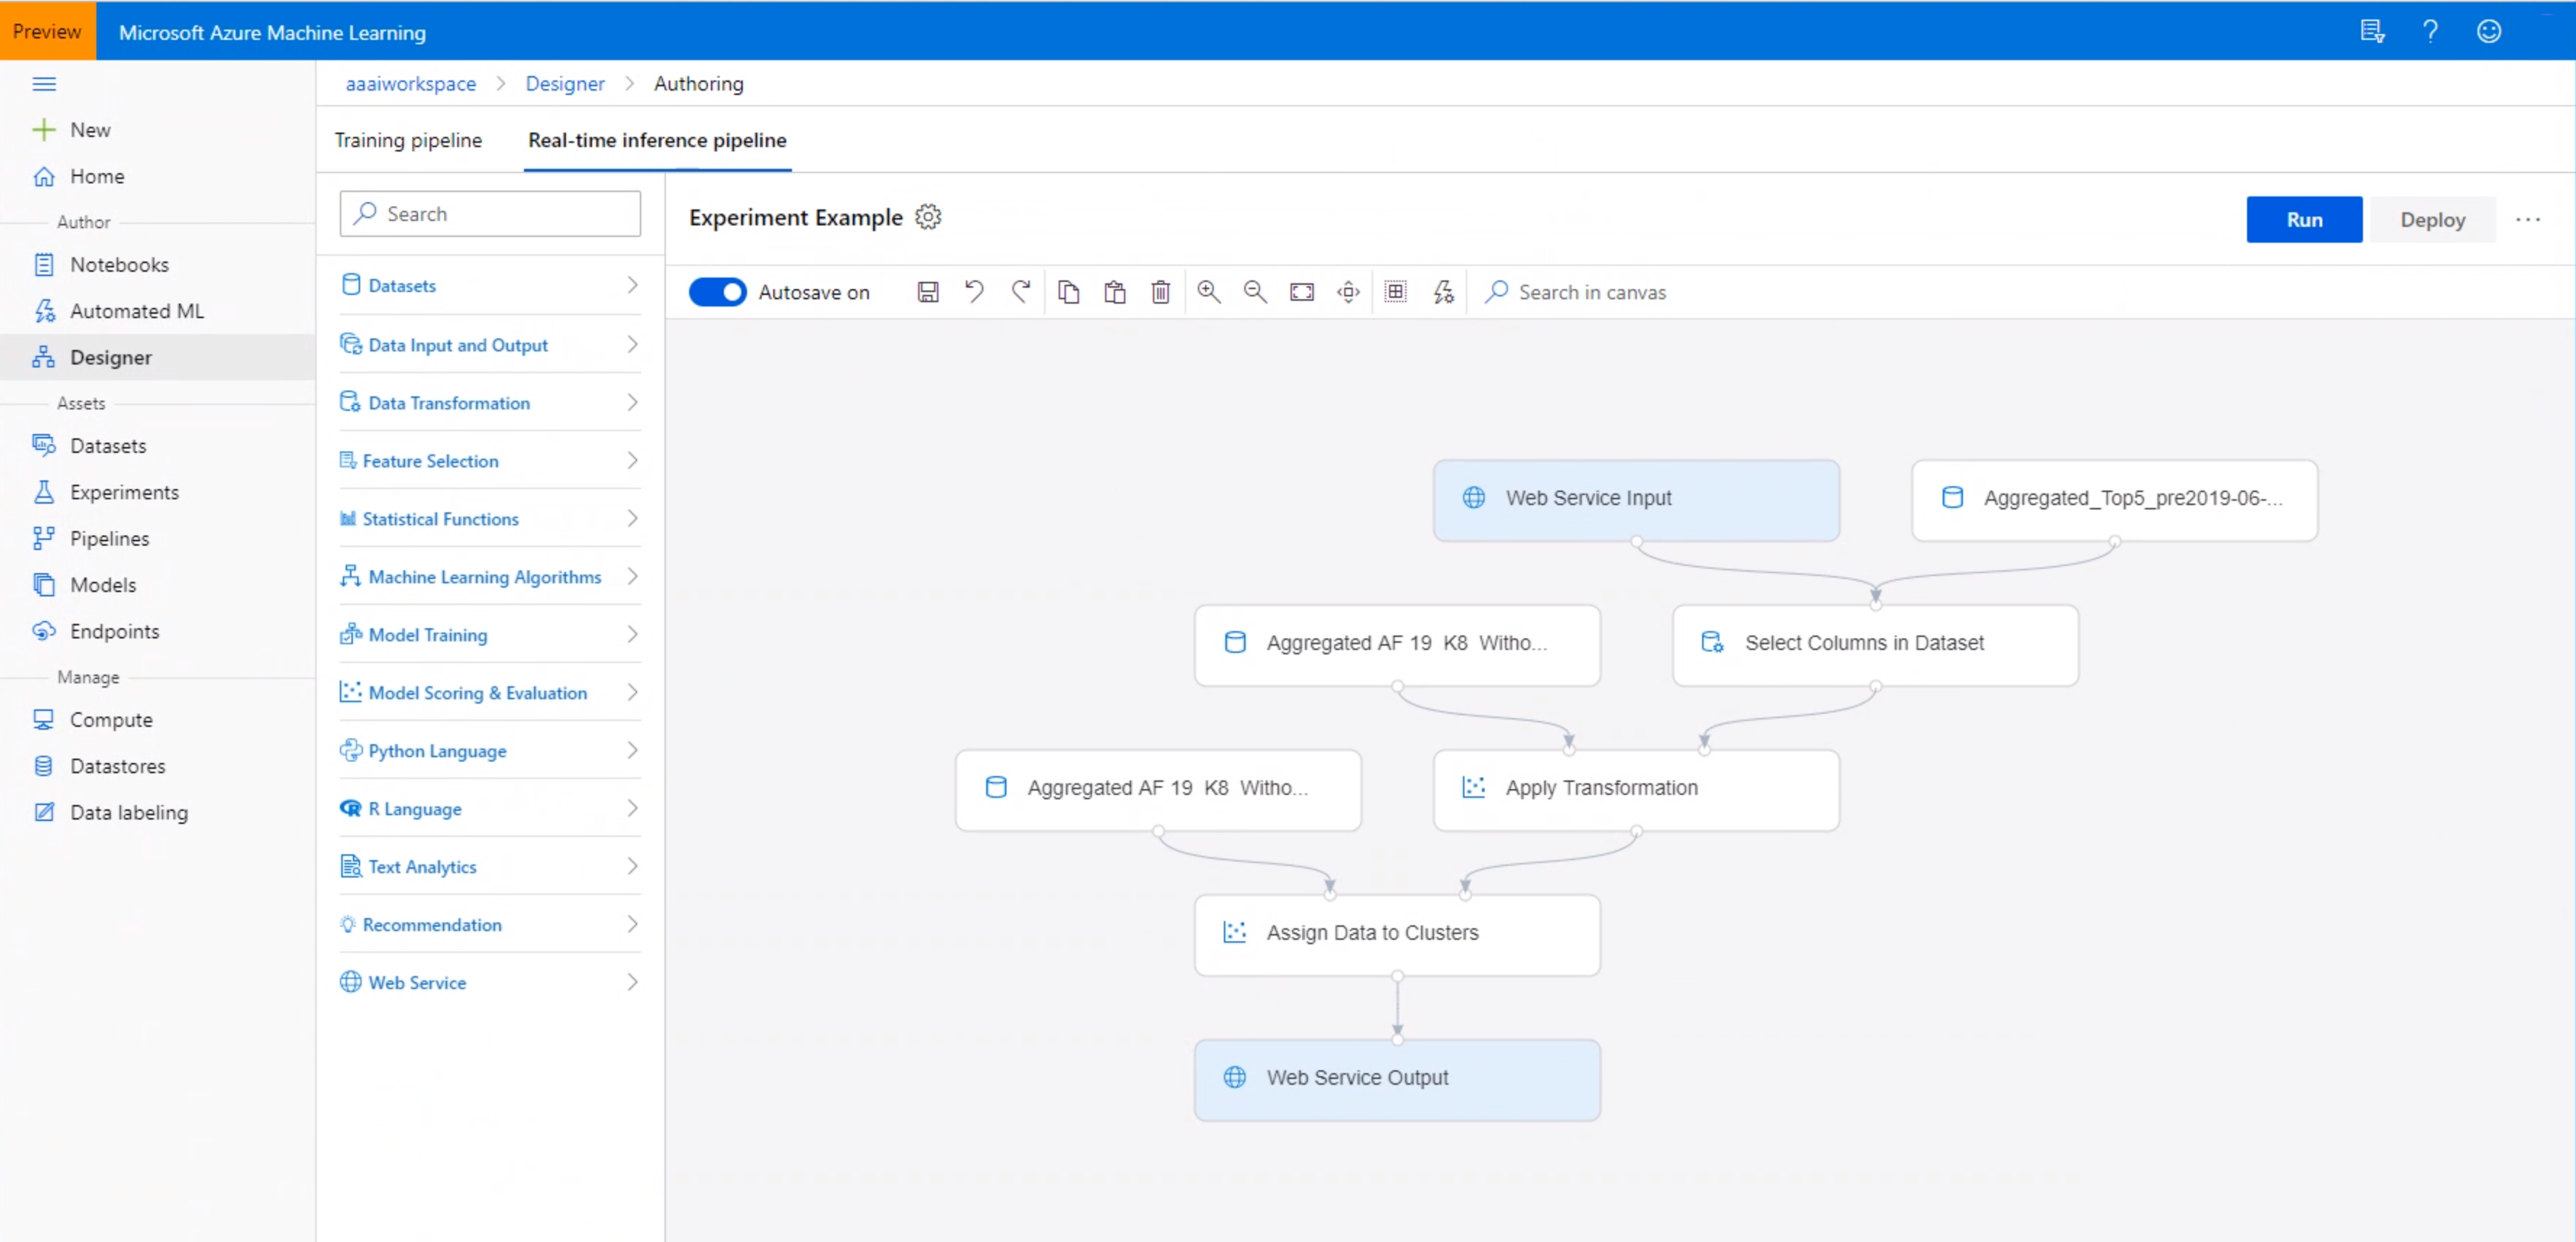 Preview
Microsoft Azure Machine Learning
?
New
Home
Author
Notebooks
Automated ML
Designer
Assets
Datasets
Experiments
Pipelines
Models
Endpoints
Manage
Compute
Datastores
Data labeling
aaaiworkspace > Designer > Authoring
Training pipeline Real-time inference pipeline
Search
Datasets
Data Input and Output
Data Transformation
Feature Selection
Statistical Functions
Machine Learning Algorithms
Model Training
Model Scoring & Evaluation
Python Language
R Language
Text Analytics
Recommendation
Web Service
Experiment Example
Run
Deploy
...
Autosave on
Search in canvas
Web Service Input
Aggregated_Top5_pre2019-06-...
Aggregated AF 19 K8 Witho...
Select Columns in Dataset
Aggregated AF 19 K8 Witho...
Apply Transformation
Assign Data to Clusters
Web Service Output